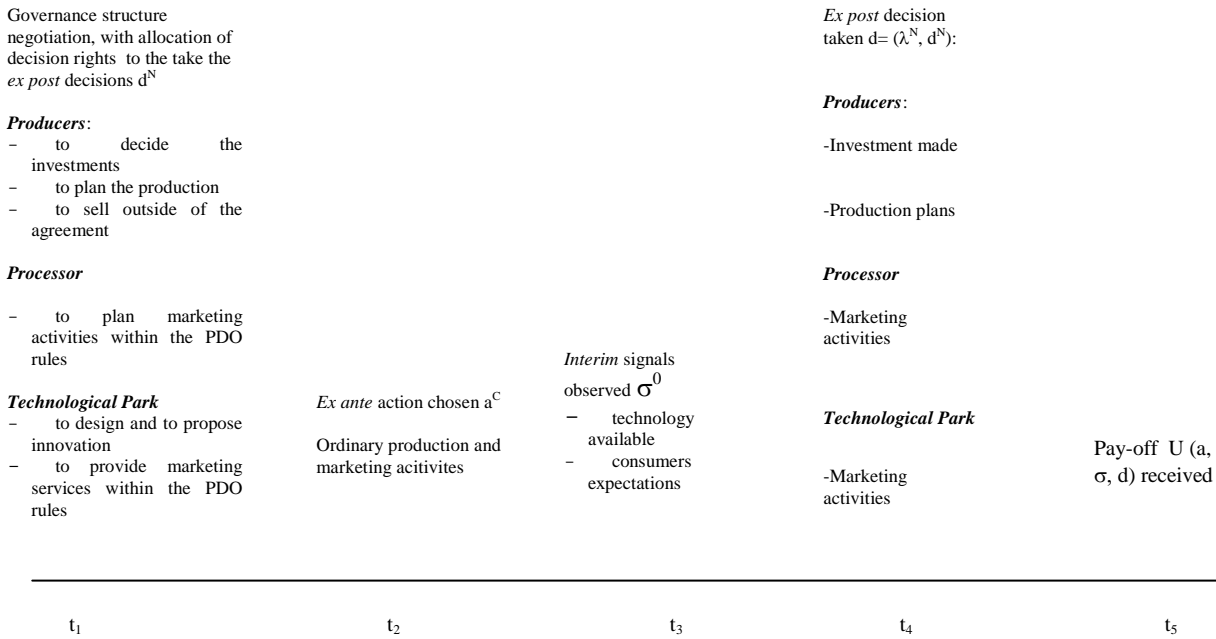 Governance structure
negotiation, with allocation of
decision rights to the take the
ex post decisions d^N
Producers:
− to decide the
investments
− to plan the production
− to sell outside of the
agreement
Processor
− to plan marketing
activities within the PDO
rules
Technological Park
− to design and to propose
innovation
− to provide marketing
services within the PDO
rules
Ex ante action chosen a^C
Ordinary production and
marketing acitivites
Interim signals
observed σ^0
− technology
available
− consumers
expectations
Ex post decision
taken d= (λ^N, d^N):
Producers:
-Investment made
-Production plans
Processor
-Marketing
activities
Technological Park
-Marketing
activities
Pay-off U (a,
σ, d) received
t1 t2 t3 t4 t5